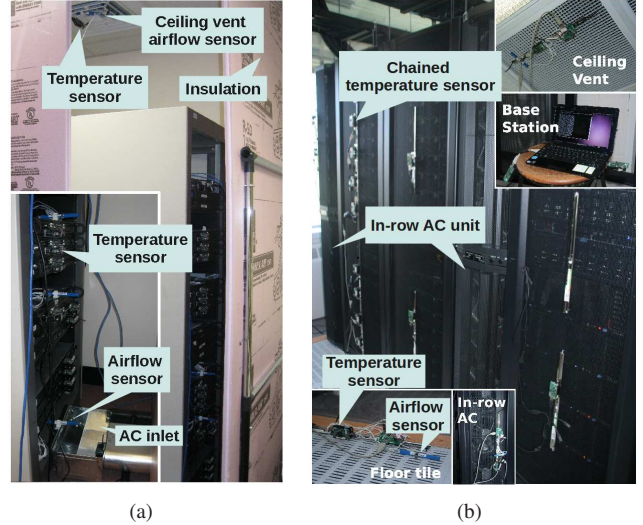 Ceiling vent
airflow sensor
Temperature
sensor
Insulation
Temperature
sensor
Airflow
sensor
AC inlet
(a)
Chained
temperature sensor
Ceiling
Vent
Base
Station
In-row AC unit
Temperature
sensor
Airflow
sensor
Floor tile
In-row
AC
(b)